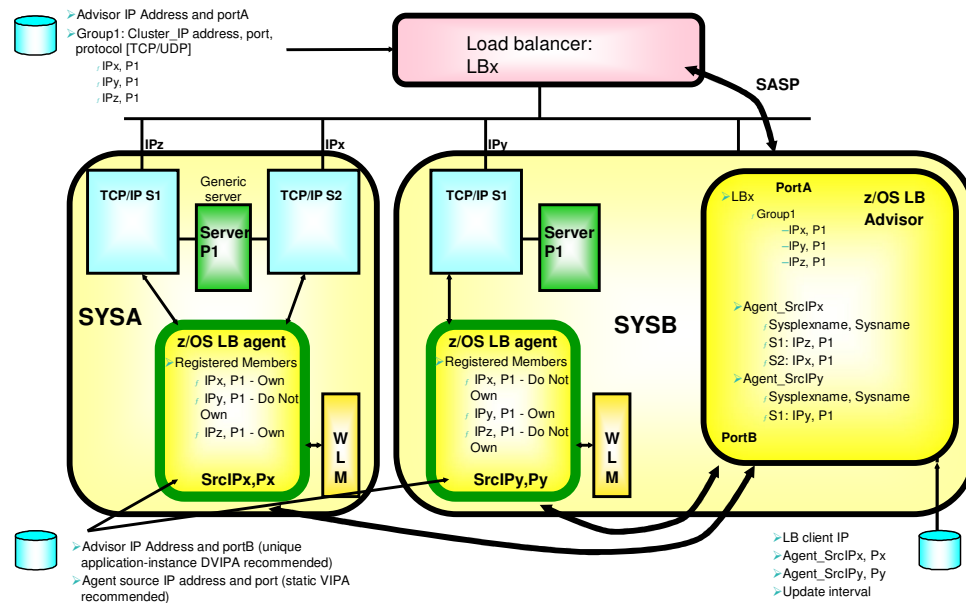 Advisor IP Address and portA
Group1: Cluster_IP address, port,
protocol [TCP/UDP]
IPx, P1
IPy, P1
IPz, P1
Load balancer:
LBx
SASP
IPz
IPx
IPy
TCP/IP S1
Generic
server
TCP/IP S2
Server
P1
SYSA
z/OS LB agent
Registered Members
IPx, P1 - Own
IPy, P1 - Do Not
Own
IPz, P1 - Own
SrcIPx,Px
W
L
M
TCP/IP S1
Server
P1
SYSB
z/OS LB agent
Registered Members
IPx, P1 - Do Not
Own
IPy, P1 - Own
IPz, P1 - Do Not
Own
SrcIPy,Py
W
L
M
PortA
z/OS LB
Advisor
LBx
Group1
–IPx, P1
–IPy, P1
–IPz, P1
Agent_SrcIPx
Sysplexname, Sysname
S1: IPz, P1
S2: IPx, P1
Agent_SrcIPy
Sysplexname, Sysname
S1: IPy, P1
PortB
Advisor IP Address and portB (unique
application-instance DVIPA recommended)
Agent source IP address and port (static VIPA
recommended)
LB client IP
Agent_SrcIPx, Px
Agent_SrcIPy, Py
Update interval